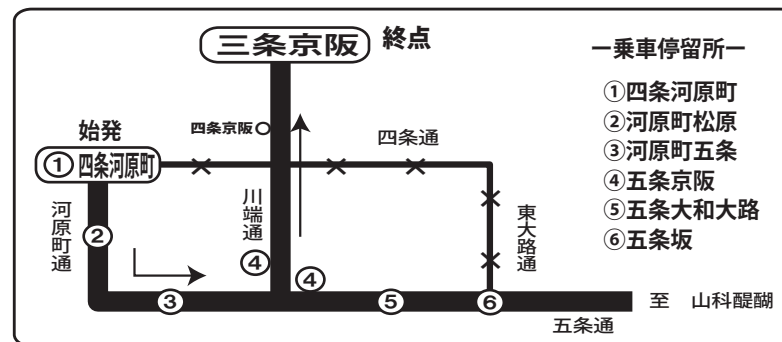 三条京阪
終点
ー乗車停留所ー
①四条河原町
②河原町松原
③河原町五条
④五条京阪
⑤五条大和大路
⑥五条坂
始発
四条京阪
四条通
①四条河原町
河原町通
②
川端通
東大路通
④
④
③
⑤
⑥
至 山科醍醐
五条通